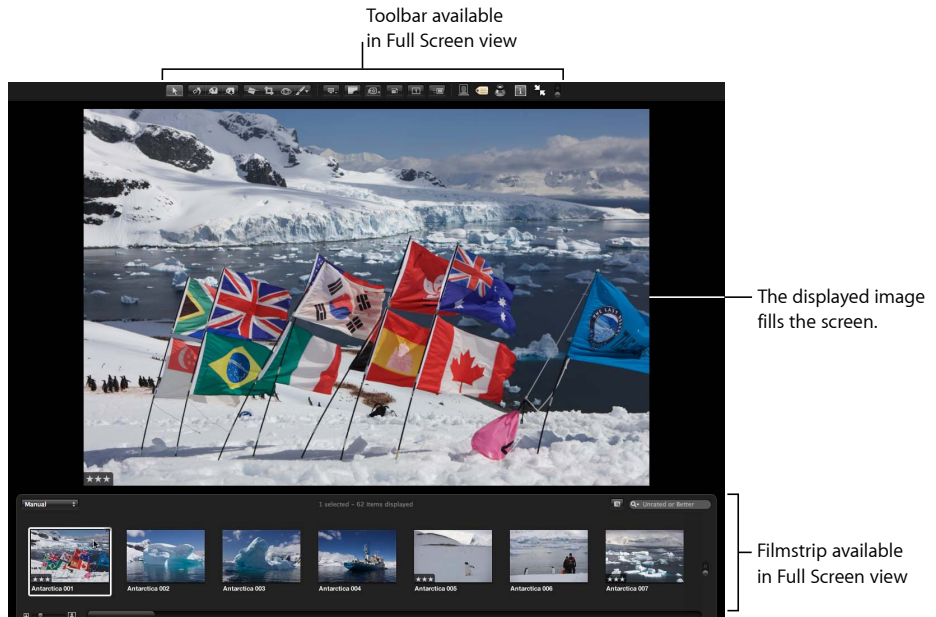 Toolbar available
in Full Screen view
The displayed image
fills the screen.
THE LAST
Manual
1 selected - 62 items displayed
Unrated or Better
Antarctica 001
Antarctica 002
Antarctica 003
Antarctica 004
Antarctica 005
Antarctica 006
Antarctica 007
Filmstrip available
in Full Screen view